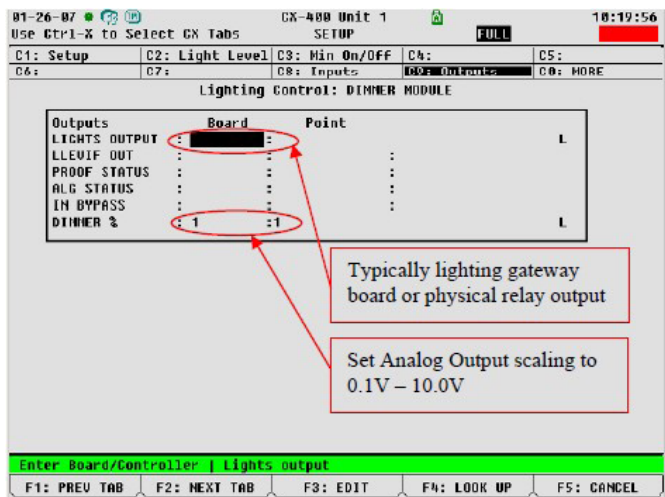 01-26-07 CX-400 Unit 1 10:19:56
Use Ctrl-X to Select CX Tabs SETUP FULL
C1: Setup C2: Light Level C3: Min On/Off C4: C5:
C6: C7: C8: Inputs C9: Outputs C0: MORE
Lighting Control: DIMMER MODULE
Outputs Board Point
LIGHTS OUTPUT : : L
LLEVIF OUT : : :
PROOF STATUS : : :
ALG STATUS : : :
IN BYPASS : : :
DIMMER % : 1 :1 L
Typically lighting gateway
board or physical relay output
Set Analog Output scaling to
0.1V – 10.0V
Enter Board/Controller | Lights output
F1: PREV TAB F2: NEXT TAB F3: EDIT F4: LOOK UP F5: CANCEL